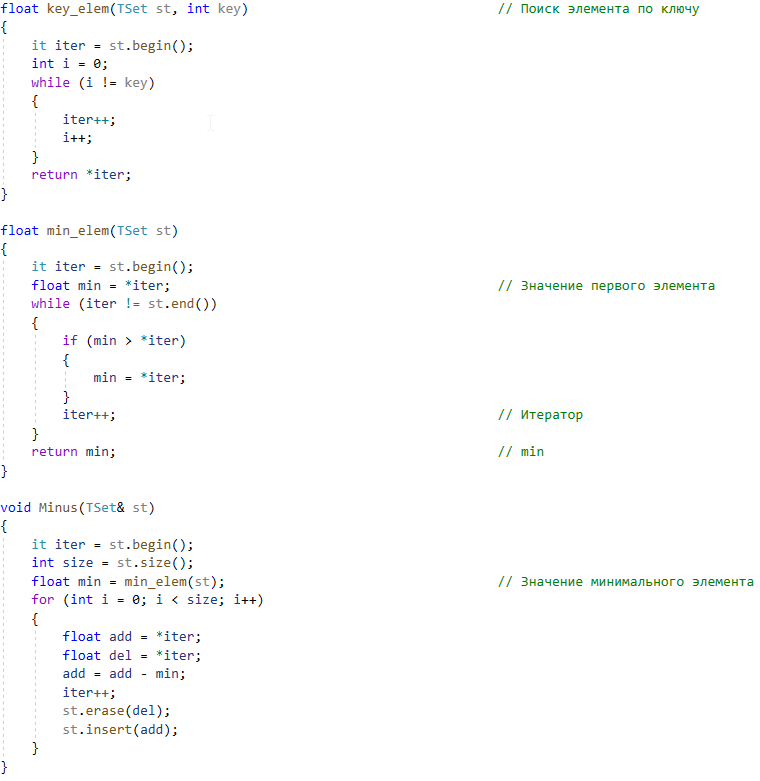 float key_elem(TSet st, int key) // Поиск элемента по ключу
{
    it iter = st.begin();
    int i = 0;
    while (i != key)
    {
        iter++;
        i++;
    }
    return *iter;
}

float min_elem(TSet st)
{
    it iter = st.begin();
    float min = *iter; // Значение первого элемента
    while (iter != st.end())
    {
        if (min > *iter)
        {
            min = *iter;
        }
        iter++; // Итератор
    }
    return min; // min
}

void Minus(TSet& st)
{
    it iter = st.begin();
    int size = st.size();
    float min = min_elem(st); // Значение минимального элемента
    for (int i = 0; i < size; i++)
    {
        float add = *iter;
        float del = *iter;
        add = add - min;
        iter++;
        st.erase(del);
        st.insert(add);
    }
}